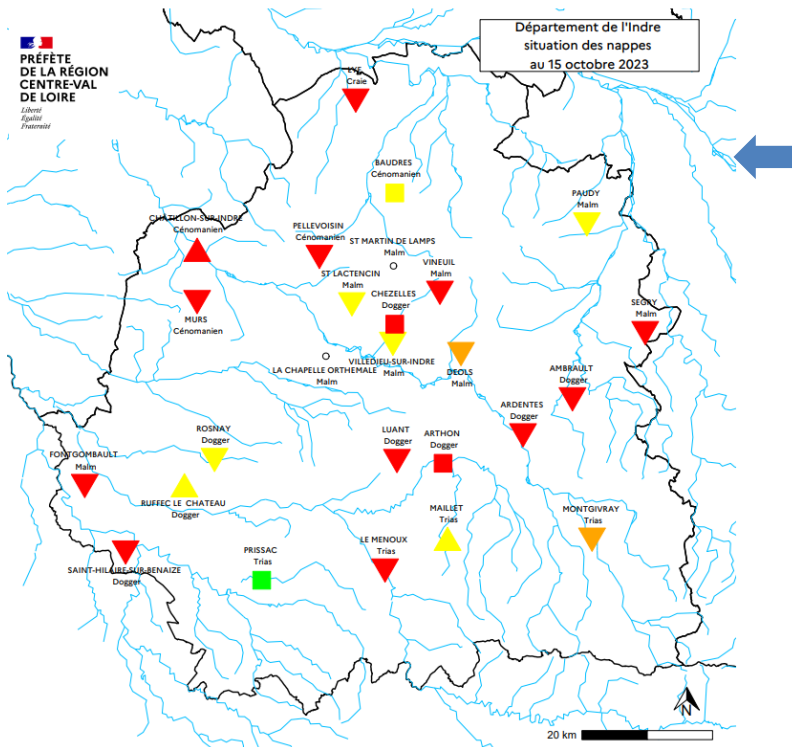 PRÉFÈTE
DE LA RÉGION
CENTRE-VAL
DE LOIRE
Liberté
Égalité
Fraternité
Département de l'Indre
situation des nappes
au 15 octobre 2023
LYE
Craie
BAUDRES
Cénomanien
PAUDY
Malm
CHATILLON-SUR-INDRE
Cénomanien
PELLEVOISIN
Cénomanien
ST MARTIN DE LAMPS
Malm
VINEUIL
Malm
ST LACTENCIN
Malm
CHEZELLES
Dogger
MURS
Cénomanien
SEGRY
Malm
VILLEDIEU-SUR-INDRE
Malm
LA CHAPELLE ORTHEMALE
Malm
DEOLS
Malm
AMBRAULT
Dogger
ARDENTES
Dogger
ROSNAY
Dogger
LUANT
Dogger
ARTHON
Dogger
FONTGOMBAULT
Malm
RUFFEC LE CHATEAU
Dogger
MAILLET
Trias
MONTGIVRAY
Trias
LE MENOUX
Trias
PRISSAC
Trias
SAINT-HILAIRE-SUR-BENAIZE
Dogger
N
20 km